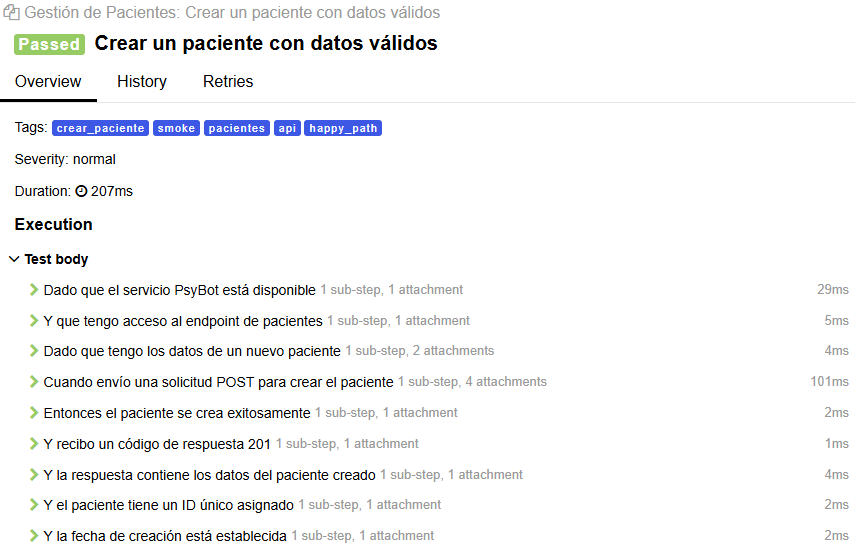 Gestión de Pacientes: Crear un paciente con datos válidos
Passed Crear un paciente con datos válidos
Overview History Retries
Tags: crear_paciente smoke pacientes api happy_path
Severity: normal
Duration: 207ms
Execution
Test body
Dado que el servicio PsyBot está disponible 1 sub-step, 1 attachment 29ms
Y que tengo acceso al endpoint de pacientes 1 sub-step, 1 attachment 5ms
Dado que tengo los datos de un nuevo paciente 1 sub-step, 2 attachments 4ms
Cuando envío una solicitud POST para crear el paciente 1 sub-step, 4 attachments 101ms
Entonces el paciente se crea exitosamente 1 sub-step, 1 attachment 2ms
Y recibo un código de respuesta 201 1 sub-step, 1 attachment 1ms
Y la respuesta contiene los datos del paciente creado 1 sub-step, 1 attachment 4ms
Y el paciente tiene un ID único asignado 1 sub-step, 1 attachment 2ms
Y la fecha de creación está establecida 1 sub-step, 1 attachment 2ms